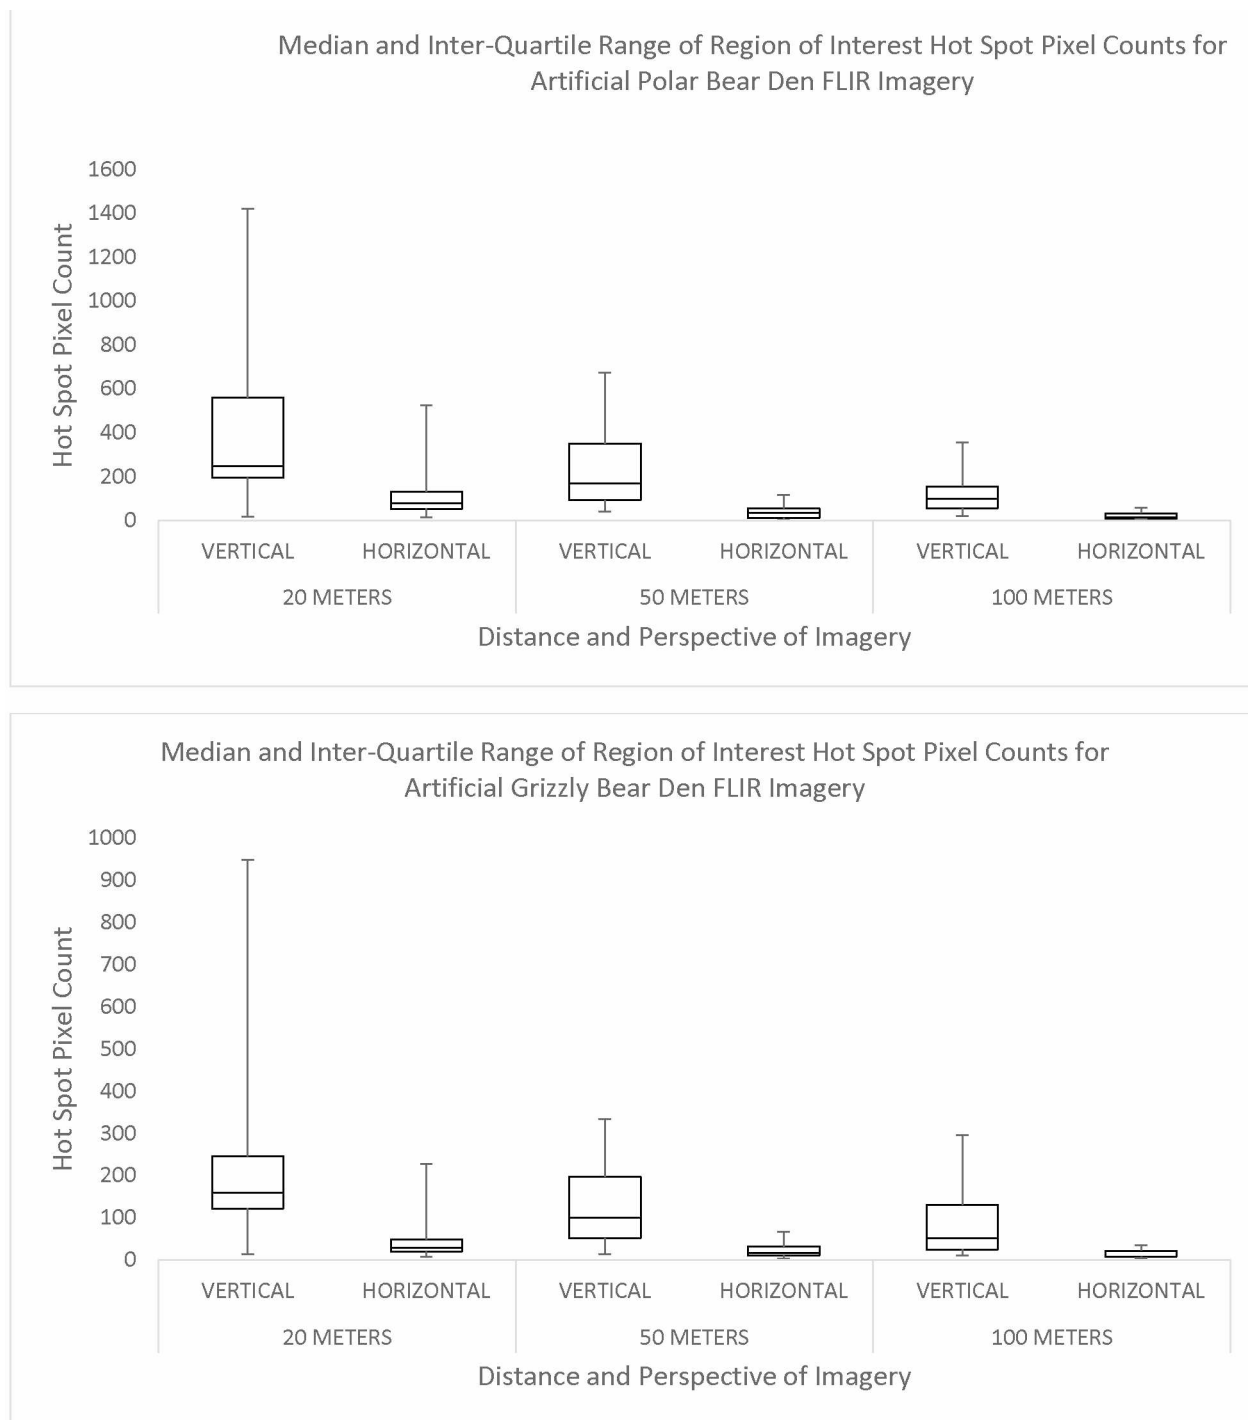 Median and Inter-Quartile Range of Region of Interest Hot Spot Pixel Counts for
Artificial Polar Bear Den FLIR Imagery
Hot Spot Pixel Count
1600
1400
1200
1000
800
600
400
200
0
VERTICAL HORIZONTAL VERTICAL HORIZONTAL VERTICAL HORIZONTAL
20 METERS 50 METERS 100 METERS
Distance and Perspective of Imagery
Median and Inter-Quartile Range of Region of Interest Hot Spot Pixel Counts for
Artificial Grizzly Bear Den FLIR Imagery
Hot Spot Pixel Count
1000
900
800
700
600
500
400
300
200
100
0
VERTICAL HORIZONTAL VERTICAL HORIZONTAL VERTICAL HORIZONTAL
20 METERS 50 METERS 100 METERS
Distance and Perspective of Imagery